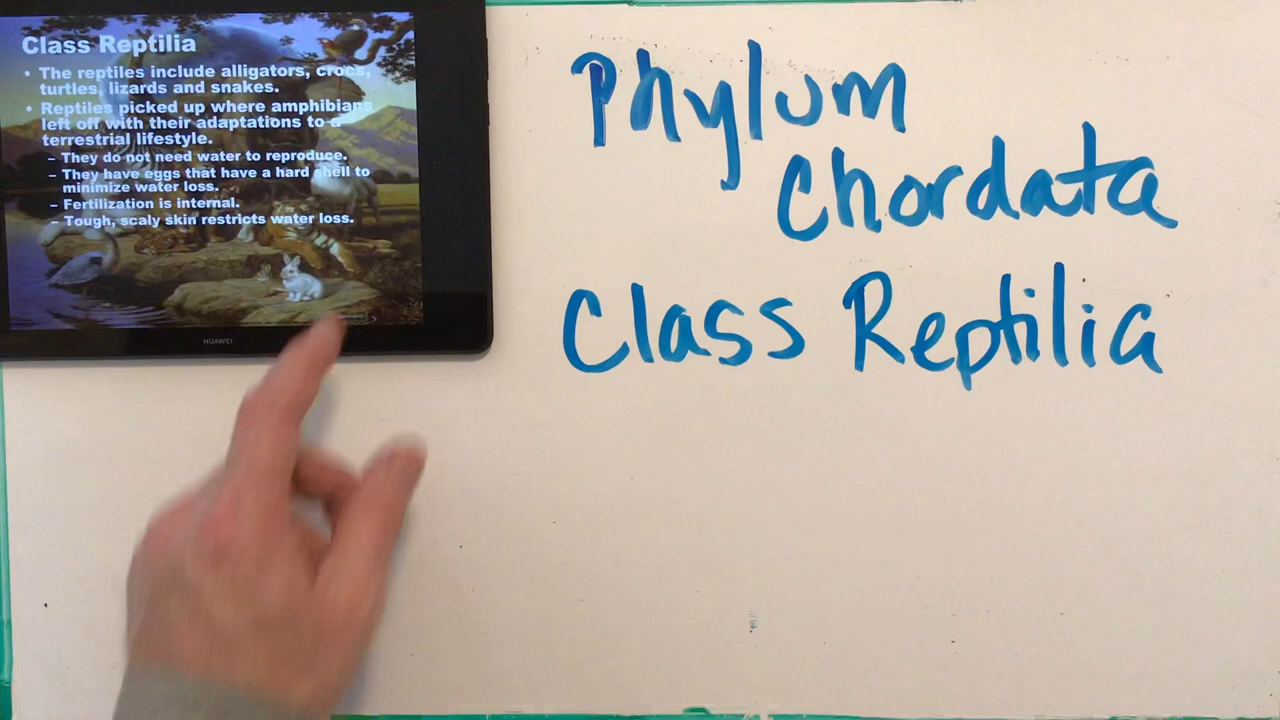 Class Reptilia
• The reptiles include alligators, crocs,
turtles, lizards and snakes.
• Reptiles picked up where amphibians
left off with their adaptations to a
terrestrial lifestyle.
– They do not need water to reproduce.
– They have eggs that have a hard shell to
minimize water loss.
– Fertilization is internal.
– Tough, scaly skin restricts water loss.
HUAWEI
Phylum
Chordata
Class Reptilia